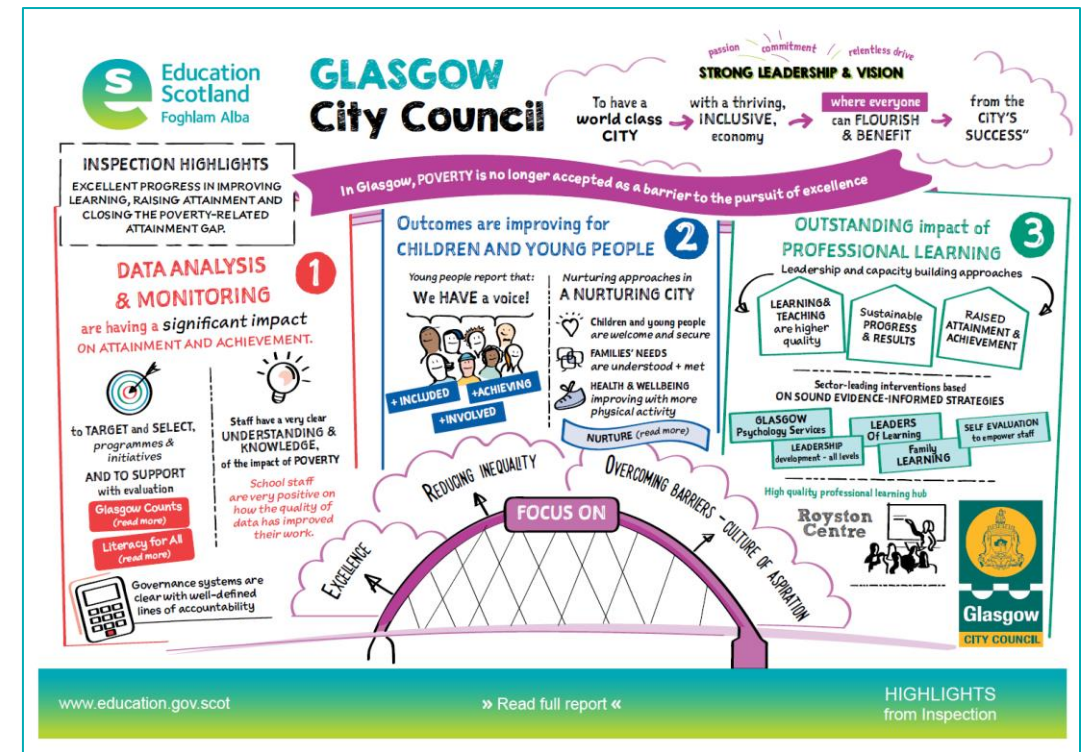 Education
Scotland
Foghlam Alba
GLASGOW
City Council
passion commitment relentless drive
STRONG LEADERSHIP & VISION
To have a
world class
CITY
with a thriving,
INCLUSIVE,
economy
where everyone
can FLOURISH
& BENEFIT
from the
CITY'S
SUCCESS"
INSPECTION HIGHLIGHTS
EXCELLENT PROGRESS IN IMPROVING
LEARNING, RAISING ATTAINMENT AND
CLOSING THE POVERTY-RELATED
ATTAINMENT GAP.
In Glasgow, POVERTY is no longer accepted as a barrier to the pursuit of excellence
DATA ANALYSIS
& MONITORING
1
are having a significant impact
ON ATTAINMENT AND ACHIEVEMENT.
to TARGET and SELECT,
programmes &
initiatives
AND TO SUPPORT
with evaluation
Glasgow Counts
(read more)
Literacy for All
(read more)
Staff have a very clear
UNDERSTANDING &
KNOWLEDGE,
of the impact of POVERTY
School staff
are very positive on
how the quality of
data has improved
their work.
Governance systems are
clear with well-defined
lines of accountability
Outcomes are improving for
CHILDREN AND YOUNG PEOPLE
2
Young people report that:
We HAVE a voice!
+ INCLUDED
+ACHIEVING
+INVOLVED
Nurturing approaches in
A NURTURING CITY
Children and young people
are welcome and secure
FAMILIES' NEEDS
are understood + met
HEALTH & WELLBEING
improving with more
physical activity
NURTURE (read more)
OUTSTANDING impact of
PROFESSIONAL LEARNING
3
Leadership and capacity building approaches
LEARNING&
TEACHING
are higher
quality
Sustainable
PROGRESS
& RESULTS
RAISED
ATTAINMENT &
ACHIEVEMENT
Sector-leading interventions based
ON SOUND EVIDENCE-INFORMED STRATEGIES
GLASGOW
Psychology Services
LEADERS
Of Learning
SELF EVALUATION
to empower staff
LEADERSHIP
development - all levels
Family
LEARNING
High quality professional learning hub
Royston
Centre
EXCELLENCE
REDUCING INEQUALITY
FOCUS ON
OVERCOMING BARRIERS - CULTURE OF ASPIRATION
Glasgow
CITY COUNCIL
www.education.gov.scot
» Read full report «
HIGHLIGHTS
from Inspection